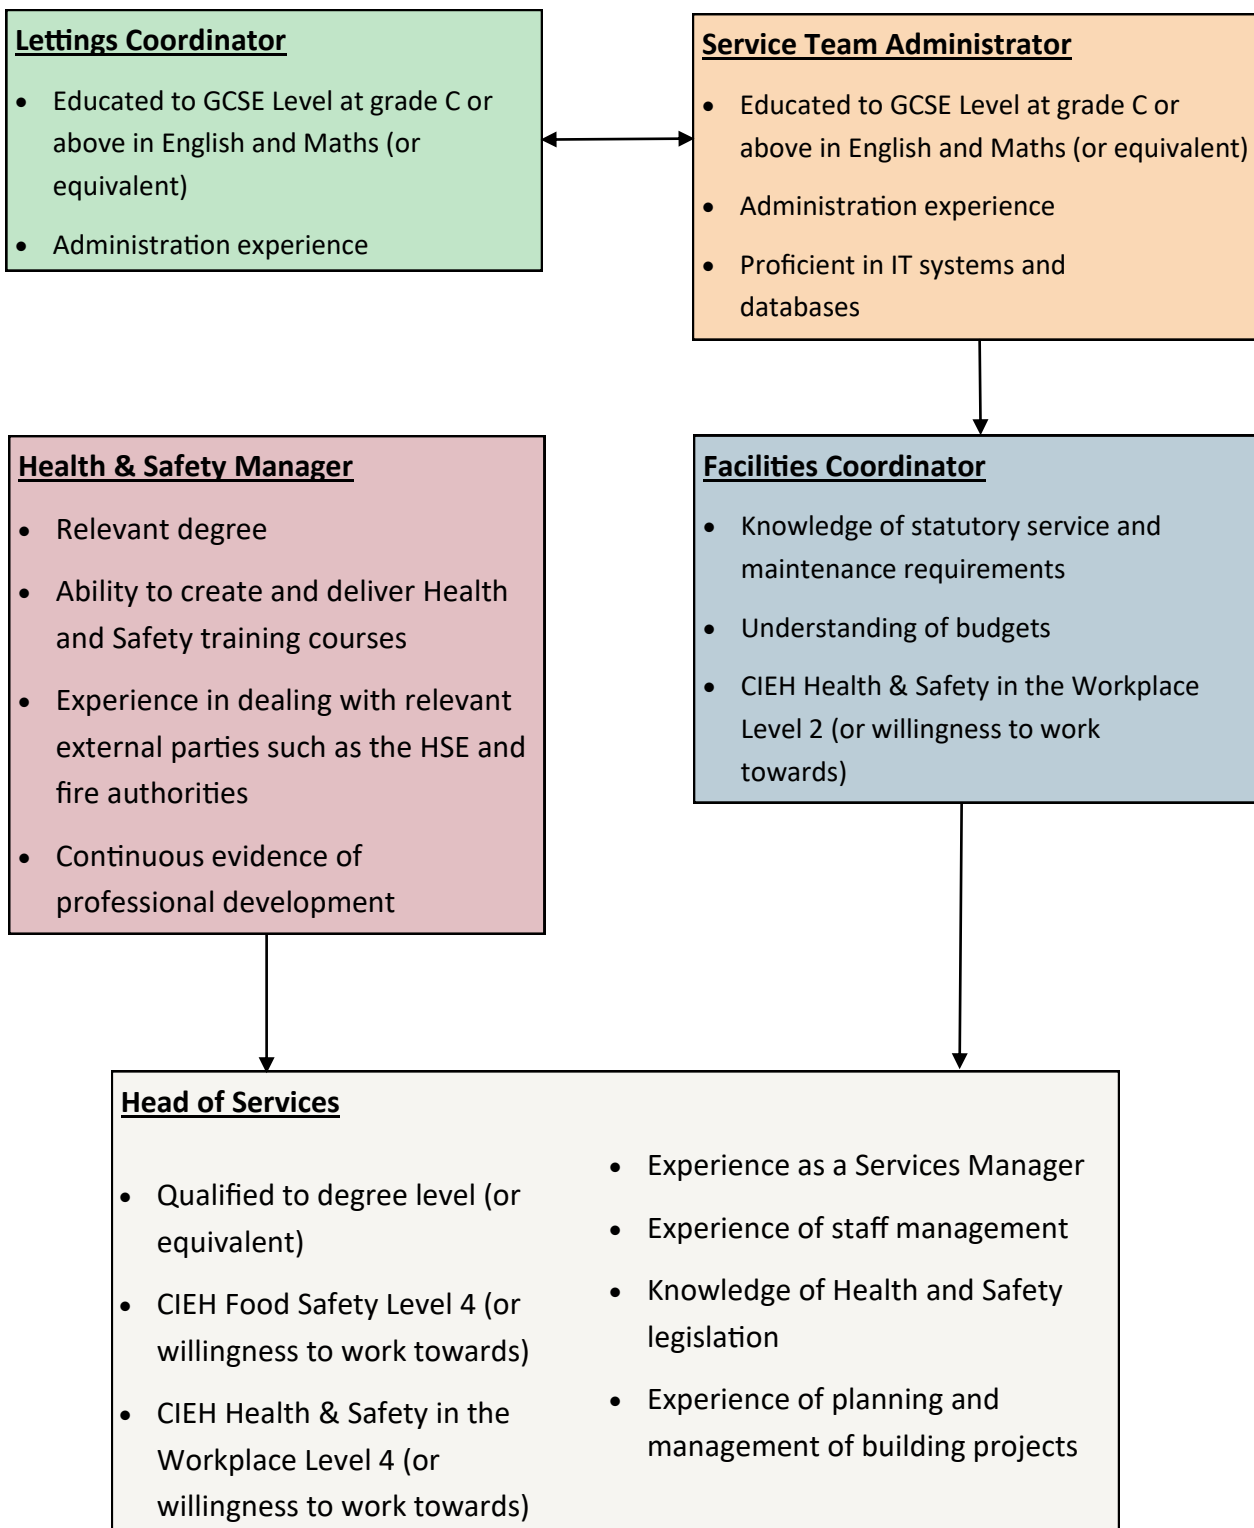 Lettings Coordinator
• Educated to GCSE Level at grade C or
above in English and Maths (or
equivalent)
• Administration experience
Service Team Administrator
• Educated to GCSE Level at grade C or
above in English and Maths (or equivalent)
• Administration experience
• Proficient in IT systems and
databases
Health & Safety Manager
• Relevant degree
• Ability to create and deliver Health
and Safety training courses
• Experience in dealing with relevant
external parties such as the HSE and
fire authorities
• Continuous evidence of
professional development
Facilities Coordinator
• Knowledge of statutory service and
maintenance requirements
• Understanding of budgets
• CIEH Health & Safety in the Workplace
Level 2 (or willingness to work
towards)
Head of Services
• Qualified to degree level (or
equivalent)
• CIEH Food Safety Level 4 (or
willingness to work towards)
• CIEH Health & Safety in the
Workplace Level 4 (or
willingness to work towards)
• Experience as a Services Manager
• Experience of staff management
• Knowledge of Health and Safety
legislation
• Experience of planning and
management of building projects